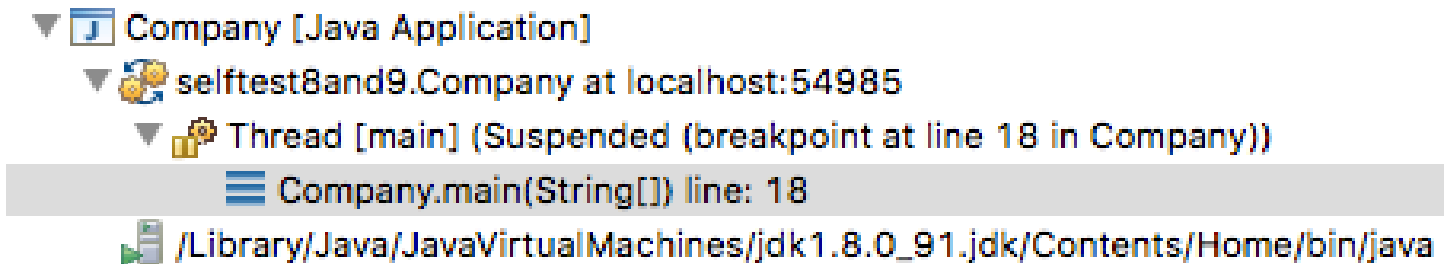 Company [Java Application]
selftest8and9.Company at localhost:54985
Thread [main] (Suspended (breakpoint at line 18 in Company))
Company.main(String[]) line: 18
/Library/Java/JavaVirtualMachines/jdk1.8.0_91.jdk/Contents/Home/bin/java